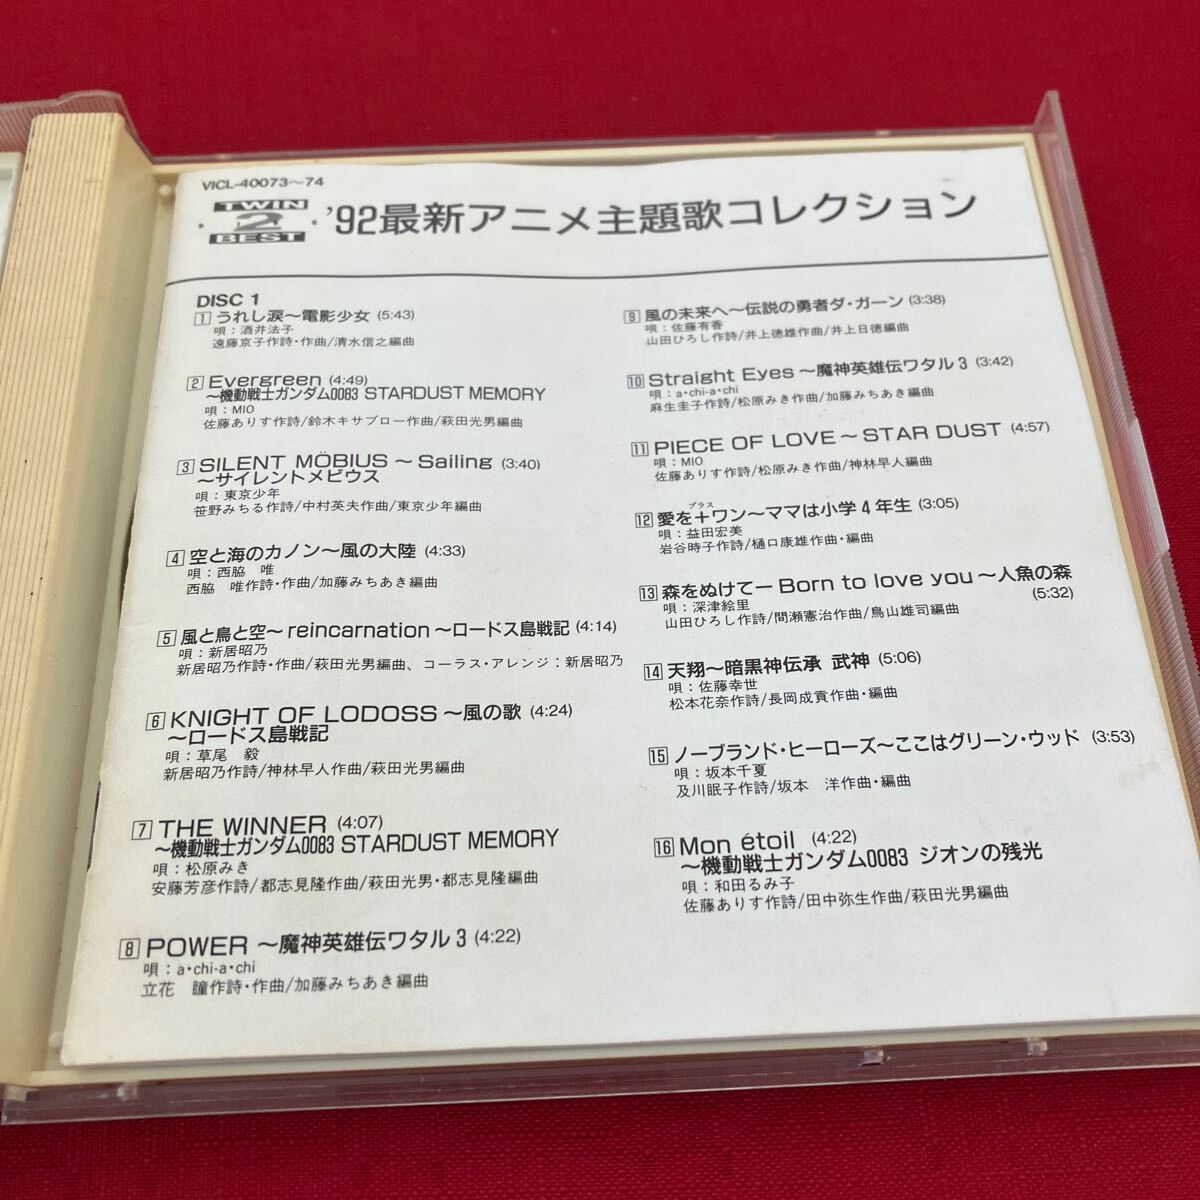 VICL-40073～74
TWIN
2
BEST
'92最新アニメ主題歌コレクション
DISC 1
1 うれし涙～電影少女 (5:43)
唄：酒井法子
遠藤京子作詩・作曲/清水信之編曲
2 Evergreen (4:49)
～機動戦士ガンダム0083 STARDUST MEMORY
唄：MIO
佐藤ありす作詩/鈴木キサブロー作曲/萩田光男編曲
3 SILENT MÖBIUS ～ Sailing (3:40)
～サイレントメビウス
唄：東京少年
笹野みちる作詩/中村英夫作曲/東京少年編曲
4 空と海のカノン～風の大陸 (4:33)
唄：西脇 唯
西脇 唯作詩・作曲/加藤みちあき編曲
5 風と鳥と空～reincarnation～ロードス島戦記 (4:14)
唄：新居昭乃
新居昭乃作詩・作曲/萩田光男編曲、コーラス・アレンジ：新居昭乃
6 KNIGHT OF LODOSS ～風の歌 (4:24)
～ロードス島戦記
唄：草尾 毅
新居昭乃作詩/神林早人作曲/萩田光男編曲
7 THE WINNER (4:07)
～機動戦士ガンダム0083 STARDUST MEMORY
唄：松原みき
安藤芳彦作詩/都志見隆作曲/萩田光男・都志見隆編曲
8 POWER ～魔神英雄伝ワタル3 (4:22)
唄：a・chi-a・chi
立花 瞳作詩・作曲/加藤みちあき編曲
9 風の未来へ～伝説の勇者ダ・ガーン (3:38)
唄：佐藤有香
山田ひろし作詩/井上徳雄作曲/井上日徳編曲
10 Straight Eyes ～魔神英雄伝ワタル3 (3:42)
唄：a・chi-a・chi
麻生圭子作詩/松原みき作曲/加藤みちあき編曲
11 PIECE OF LOVE ～ STAR DUST (4:57)
唄：MIO
佐藤ありす作詩/松原みき作曲/神林早人編曲
プラス
12 愛を＋ワン～ママは小学4年生 (3:05)
唄：益田宏美
岩谷時子作詩/樋口康雄作曲・編曲
13 森をぬけてー Born to love you ～人魚の森
(5:32)
唄：深津絵里
山田ひろし作詩/間瀬憲治作曲/鳥山雄司編曲
14 天翔～暗黒神伝承 武神 (5:06)
唄：佐藤幸世
松本花奈作詩/長岡成貢作曲・編曲
15 ノーブランド・ヒーローズ～ここはグリーン・ウッド (3:53)
唄：坂本千夏
及川眠子作詩/坂本 洋作曲・編曲
16 Mon étoil (4:22)
～機動戦士ガンダム0083 ジオンの残光
唄：和田るみ子
佐藤ありす作詩/田中弥生作曲/萩田光男編曲